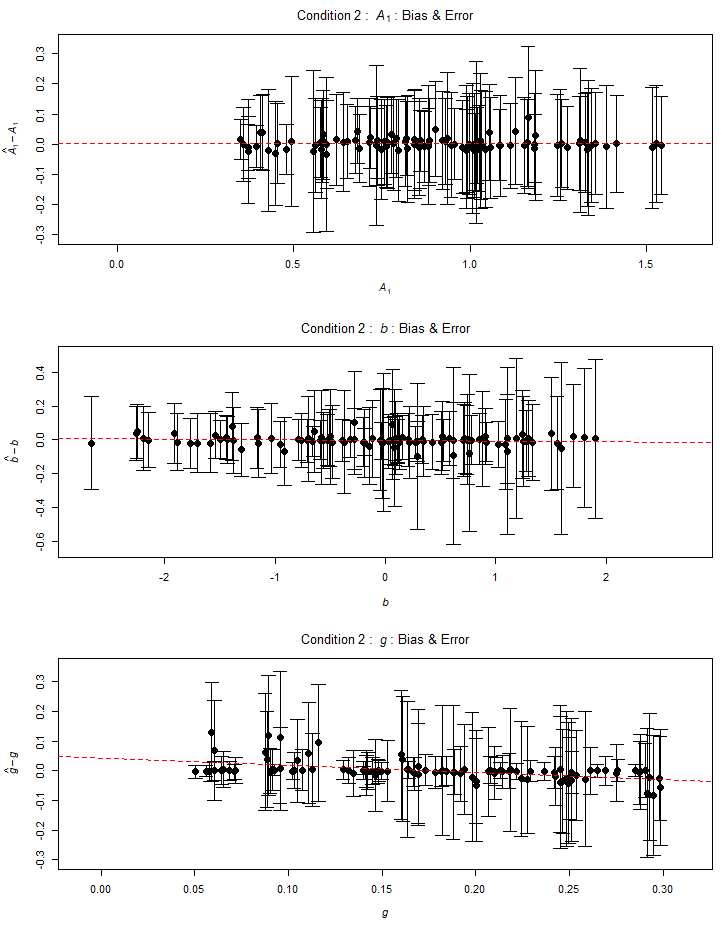 Condition 2 : A1 : Bias & Error
0.3
0.2
0.1
0.0
-0.1
-0.2
-0.3
Â1 − A1
0.0 0.5 1.0 1.5
A1
Condition 2 : b : Bias & Error
0.4
0.2
0.0
-0.2
-0.4
-0.6
b̂ − b
-2 -1 0 1 2
b
Condition 2 : g : Bias & Error
0.3
0.2
0.1
0.0
-0.1
-0.2
-0.3
ĝ − g
0.00 0.05 0.10 0.15 0.20 0.25 0.30
g